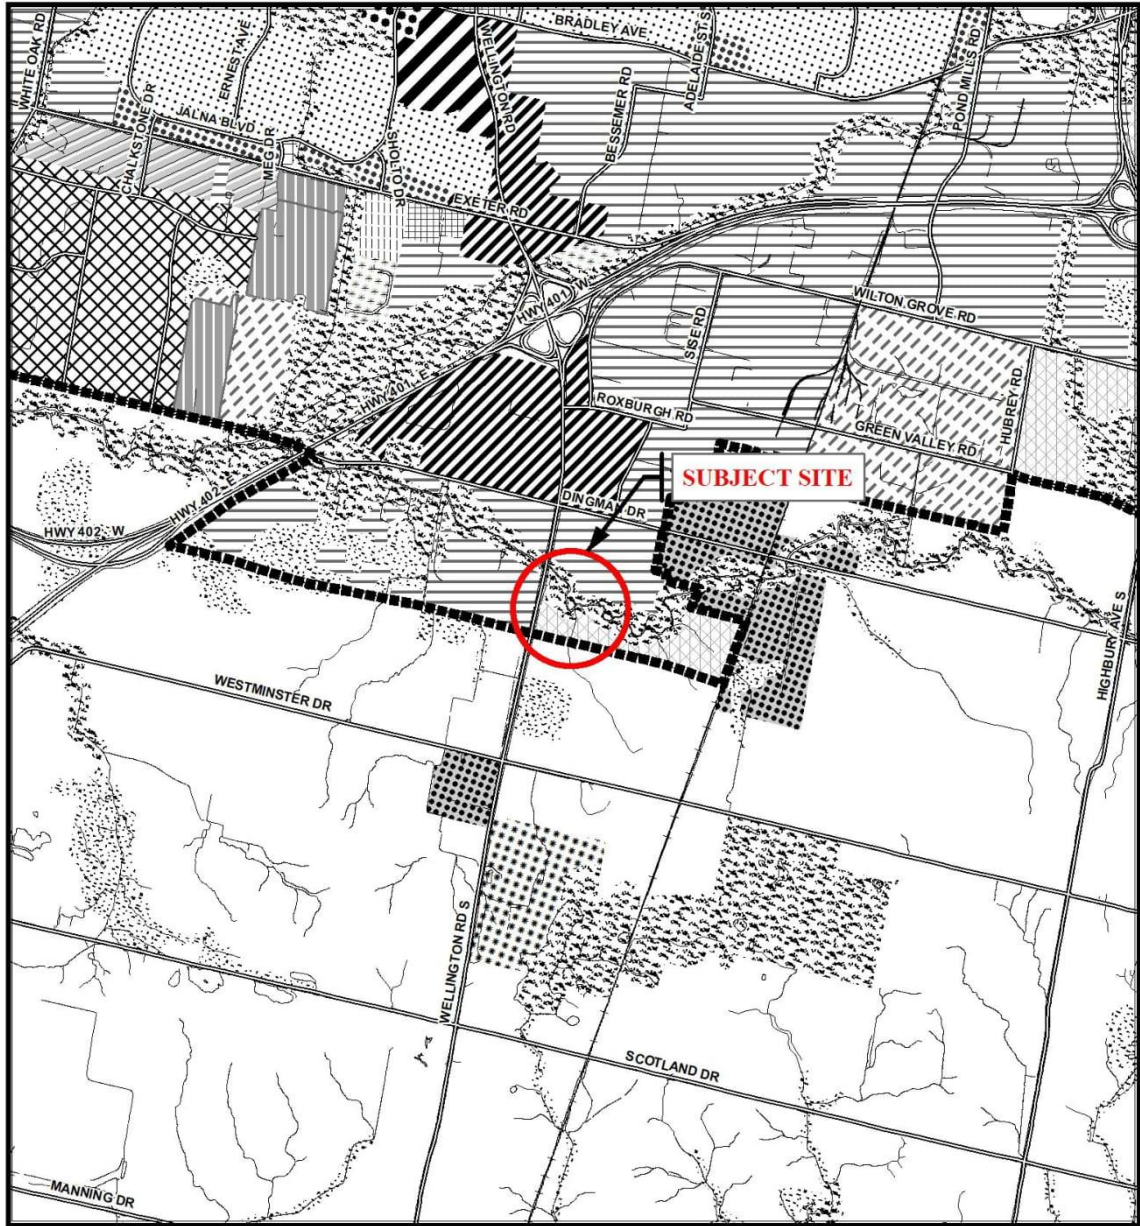 WHITE OAK RD
ERNEST AVE
WELLINGTON RD
BRADLEY AVE
ADELAIDE ST S
POND MILLS RD
CHALKSTONE DR
JALNA BLVD
MEG DR
SHOLTO DR
BESSEMER RD
EXETER RD
HWY 401 W
WILTON GROVE RD
SISE RD
HUBREY RD
HWY 401
ROXBURGH RD
GREEN VALLEY RD
SUBJECT SITE
HWY 402 E
DINGMAN DR
HWY 402 W
HIGHBURY AVE S
WESTMINSTER DR
WELLINGTON RD S
SCOTLAND DR
MANNING DR